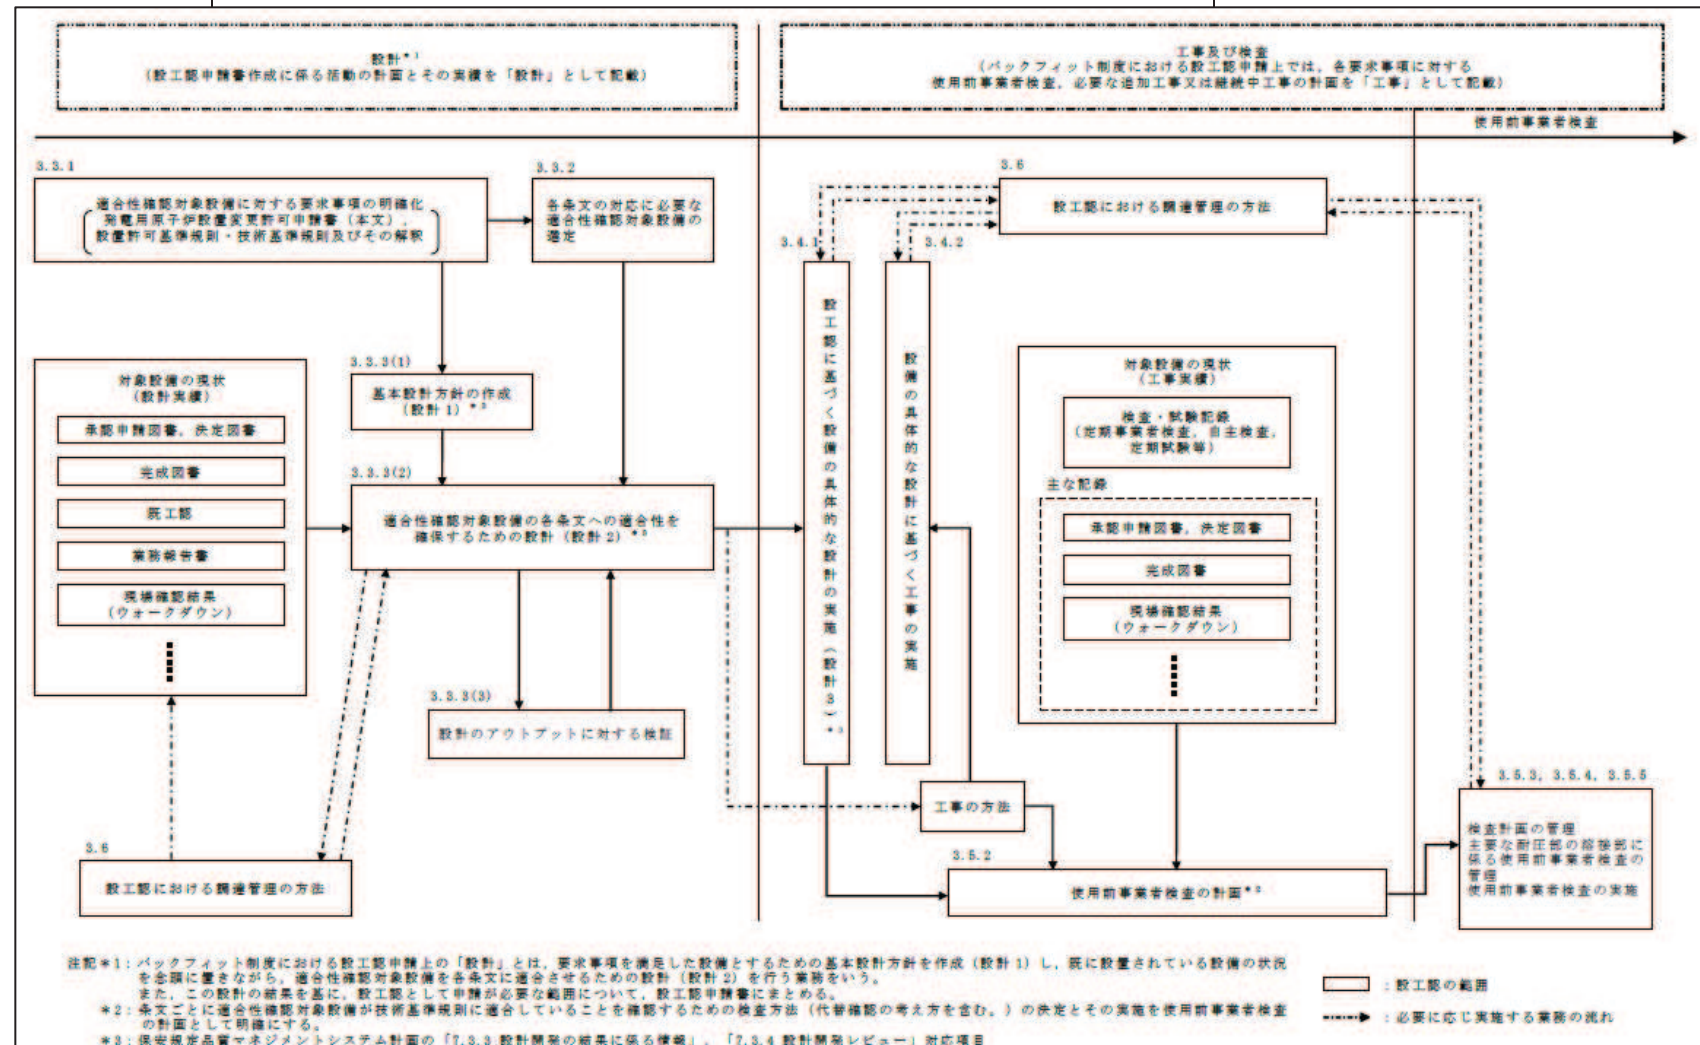 設計*1
(設工認申請書作成に係る活動の計画とその実績を「設計」として記載)
工事及び検査
(バックフィット制度における設工認申請上では、各要求事項に対する
使用前事業者検査、必要な追加工事又は継続中工事の計画を「工事」として記載)
使用前事業者検査
3.3.1
適合性確認対象設備に対する要求事項の明確化
発電用原子炉設置変更許可申請書(本文)、
設置許可基準規則・技術基準規則及びその解釈
3.3.2
各条文の対応に必要な
適合性確認対象設備の
選定
3.6
設工認における調達管理の方法
3.4.1
設工認に基づく設備の具体的な設計の実施(設計3)*3
3.4.2
設備の具体的な設計に基づく工事の実施
対象設備の現状
(設計実績)
承認申請図書、決定図書
完成図書
既工認
業務報告書
現場確認結果
(ウォークダウン)
3.3.3(1)
基本設計方針の作成
(設計1)*3
3.3.3(2)
適合性確認対象設備の各条文への適合性を
確保するための設計(設計2)*3
3.3.3(3)
設計のアウトプットに対する検証
3.6
設工認における調達管理の方法
対象設備の現状
(工事実績)
検査・試験記録
(定期事業者検査、自主検査、
定期試験等)
主な記録
承認申請図書、決定図書
完成図書
現場確認結果
(ウォークダウン)
工事の方法
3.5.2
使用前事業者検査の計画*2
3.5.3, 3.5.4, 3.5.5
検査計画の管理
主要な耐圧部の溶接部に
係る使用前事業者検査の
管理
使用前事業者検査の実施
注記*1:バックフィット制度における設工認申請上の「設計」とは、要求事項を満足した設備とするための基本設計方針を作成(設計1)し、既に設置されている設備の状況
を念頭に置きながら、適合性確認対象設備を各条文に適合させるための設計(設計2)を行う業務をいう。
また、この設計の結果を基に、設工認として申請が必要な範囲について、設工認申請書にまとめる。
*2:条文ごとに適合性確認対象設備が技術基準規則に適合していることを確認するための検査方法(代替確認の考え方を含む。)の決定とその実施を使用前事業者検査
の計画として明確にする。
*3:保安規定品質マネジメントシステム計画の「7.3.3 設計開発の結果に係る情報」、「7.3.4 設計開発レビュー」対応項目
:設工認の範囲
:必要に応じ実施する業務の流れ